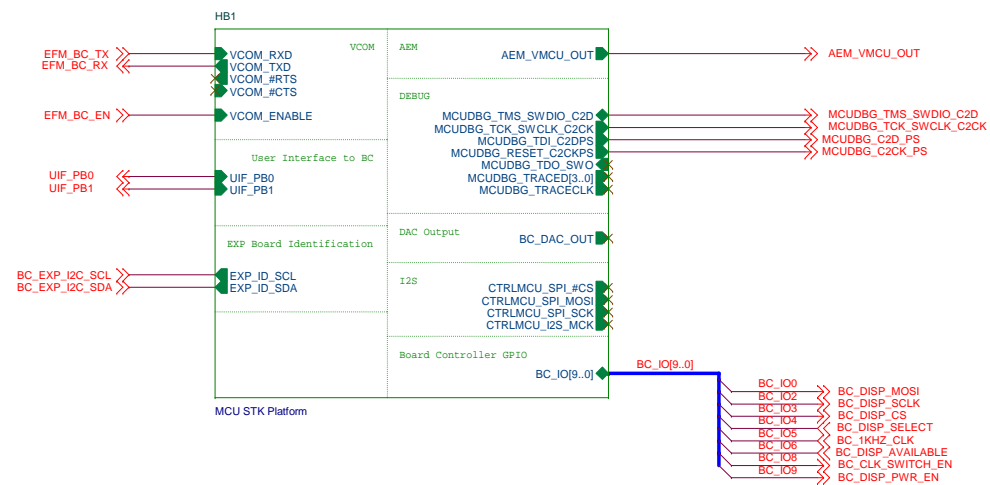 HB1
VCOM
AEM
EFM_BC_TX
VCOM_RXD
AEM_VMCU_OUT
AEM_VMCU_OUT
EFM_BC_RX
VCOM_TXD
VCOM_#RTS
VCOM_#CTS
DEBUG
EFM_BC_EN
VCOM_ENABLE
MCUDBG_TMS_SWDIO_C2D
MCUDBG_TMS_SWDIO_C2D
MCUDBG_TCK_SWCLK_C2CK
MCUDBG_TCK_SWCLK_C2CK
MCUDBG_TDI_C2DPS
MCUDBG_C2D_PS
MCUDBG_RESET_C2CKPS
MCUDBG_C2CK_PS
User Interface to BC
MCUDBG_TDO_SWO
UIF_PB0
UIF_PB0
MCUDBG_TRACED[3..0]
UIF_PB1
UIF_PB1
MCUDBG_TRACECLK
EXP Board Identification
DAC Output
BC_DAC_OUT
BC_EXP_I2C_SCL
EXP_ID_SCL
I2S
BC_EXP_I2C_SDA
EXP_ID_SDA
CTRLMCU_SPI_#CS
CTRLMCU_SPI_MOSI
CTRLMCU_SPI_SCK
CTRLMCU_I2S_MCK
Board Controller GPIO
BC_IO[9..0]
BC_IO[9..0]
BC_IO0
BC_DISP_MOSI
BC_IO2
BC_DISP_SCLK
BC_IO3
BC_DISP_CS
BC_IO4
BC_DISP_SELECT
BC_IO5
BC_1KHZ_CLK
BC_IO6
BC_DISP_AVAILABLE
BC_IO8
BC_CLK_SWITCH_EN
BC_IO9
BC_DISP_PWR_EN
MCU STK Platform